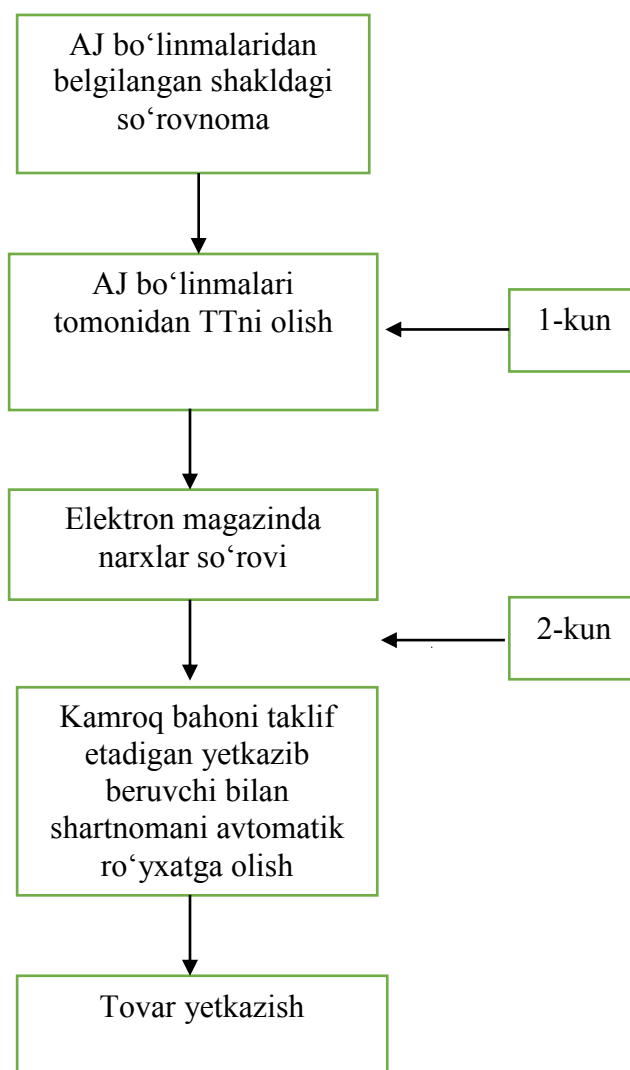 AJ bo‘linmalaridan
belgilangan shakldagi
so‘rovnoma
AJ bo‘linmalari
tomonidan TTni olish
1-kun
Elektron magazinda
narxlar so‘rovi
2-kun
Kamroq bahoni taklif
etadigan yetkazib
beruvchi bilan
shartnomani avtomatik
ro‘yxatga olish
Tovar yetkazish